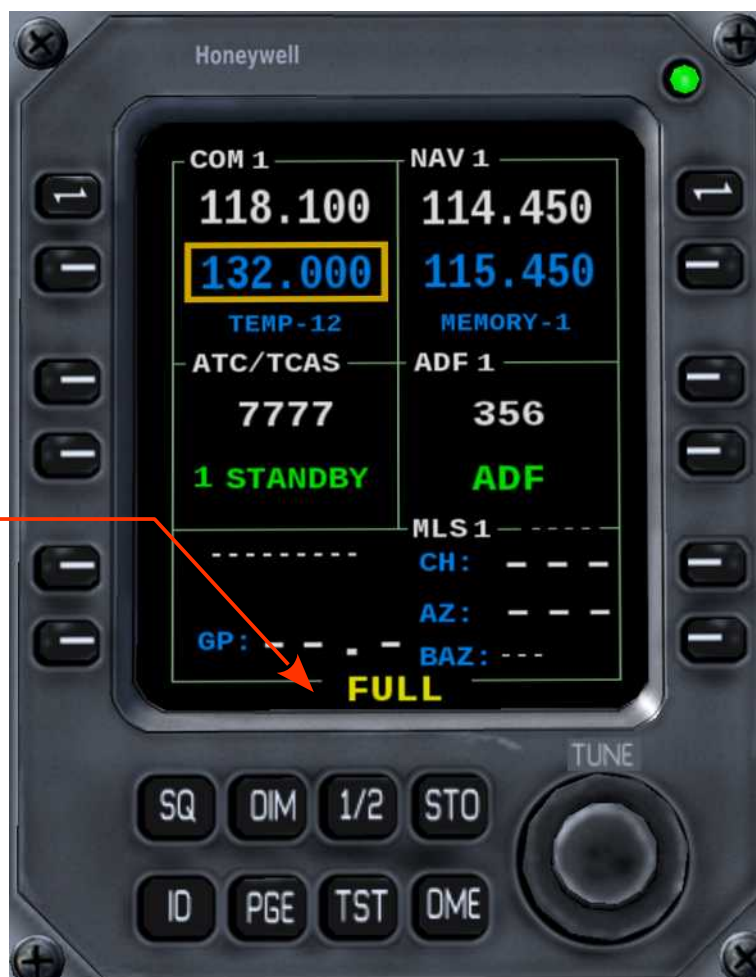 Honeywell
COM 1 NAV 1
118.100 114.450
132.000 115.450
TEMP-12 MEMORY-1
ATC/TCAS ADF 1
7777 356
1 STANDBY ADF
MLS 1 -----
--------- CH: – – –
AZ: – – –
GP: – – . – BAZ: ---
FULL
TUNE
SQ DIM 1/2 STO
ID PGE TST DME